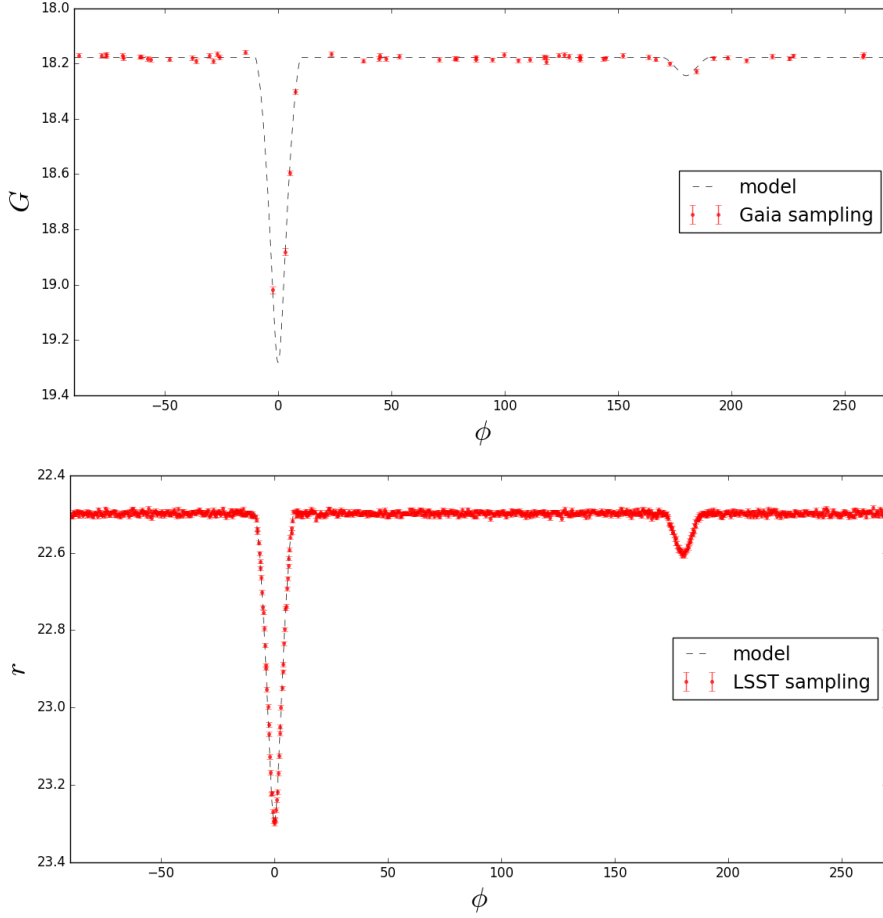 18.0
18.2
18.4
18.6
18.8
19.0
19.2
19.4
G
model
Gaia sampling
−50 0 50 100 150 200 250
ϕ
22.4
22.6
22.8
23.0
23.2
23.4
r
model
LSST sampling
−50 0 50 100 150 200 250
ϕ